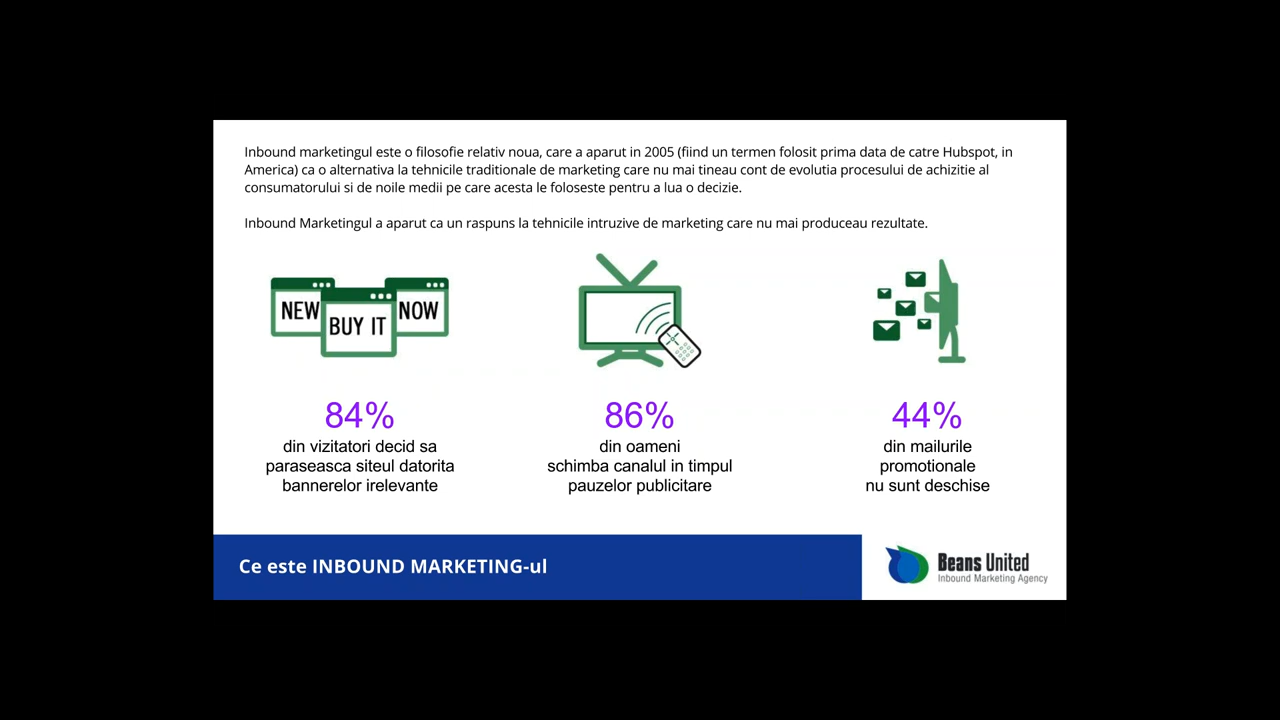 Inbound marketingul este o filosofie relativ noua, care a aparut in 2005 (fiind un termen folosit prima data de catre Hubspot, in
America) ca o alternativa la tehnicile traditionale de marketing care nu mai tineau cont de evolutia procesului de achizitie al
consumatorului si de noile medii pe care acesta le foloseste pentru a lua o decizie.
Inbound Marketingul a aparut ca un raspuns la tehnicile intruzive de marketing care nu mai produceau rezultate.
NEW
BUY IT
NOW
84%
din vizitatori decid sa
paraseasca siteul datorita
bannerelor irelevante
86%
din oameni
schimba canalul in timpul
pauzelor publicitare
44%
din mailurile
promotionale
nu sunt deschise
Ce este INBOUND MARKETING-ul
Beans United
Inbound Marketing Agency